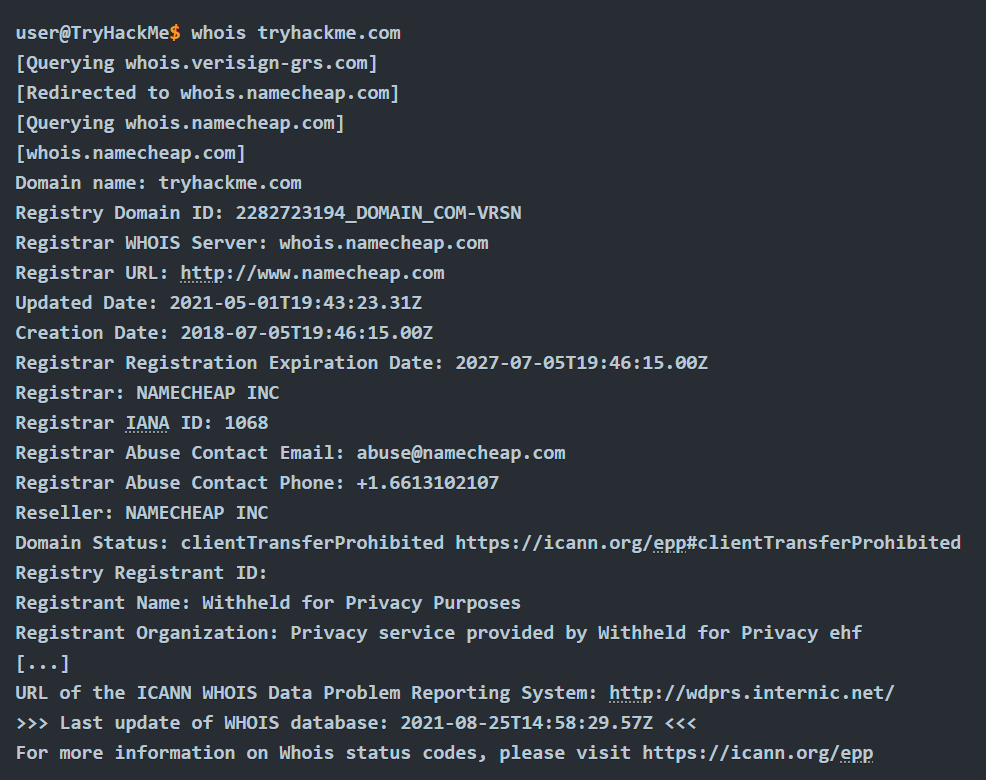 user@TryHackMe$ whois tryhackme.com
[Querying whois.verisign-grs.com]
[Redirected to whois.namecheap.com]
[Querying whois.namecheap.com]
[whois.namecheap.com]
Domain name: tryhackme.com
Registry Domain ID: 2282723194_DOMAIN_COM-VRSN
Registrar WHOIS Server: whois.namecheap.com
Registrar URL: http://www.namecheap.com
Updated Date: 2021-05-01T19:43:23.31Z
Creation Date: 2018-07-05T19:46:15.00Z
Registrar Registration Expiration Date: 2027-07-05T19:46:15.00Z
Registrar: NAMECHEAP INC
Registrar IANA ID: 1068
Registrar Abuse Contact Email: abuse@namecheap.com
Registrar Abuse Contact Phone: +1.6613102107
Reseller: NAMECHEAP INC
Domain Status: clientTransferProhibited https://icann.org/epp#clientTransferProhibited
Registry Registrant ID:
Registrant Name: Withheld for Privacy Purposes
Registrant Organization: Privacy service provided by Withheld for Privacy ehf
[...]
URL of the ICANN WHOIS Data Problem Reporting System: http://wdprs.internic.net/
>>> Last update of WHOIS database: 2021-08-25T14:58:29.57Z <<<
For more information on Whois status codes, please visit https://icann.org/epp